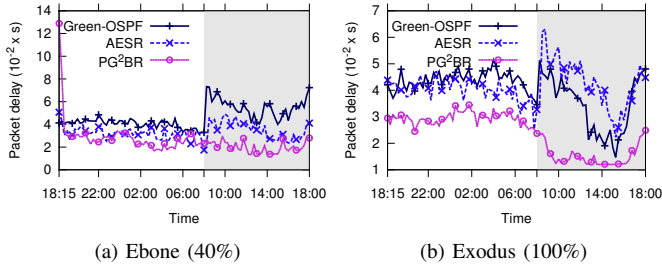 Packet delay (10⁻² x s)
14
12
10
8
6
4
2
0
Green-OSPF
AESR
PG²BR
18:15 22:00 02:00 06:00 10:00 14:00 18:00
Time
(a) Ebone (40%)
Packet delay (10⁻² x s)
7
6
5
4
3
2
1
Green-OSPF
AESR
PG²BR
18:15 22:00 02:00 06:00 10:00 14:00 18:00
Time
(b) Exodus (100%)